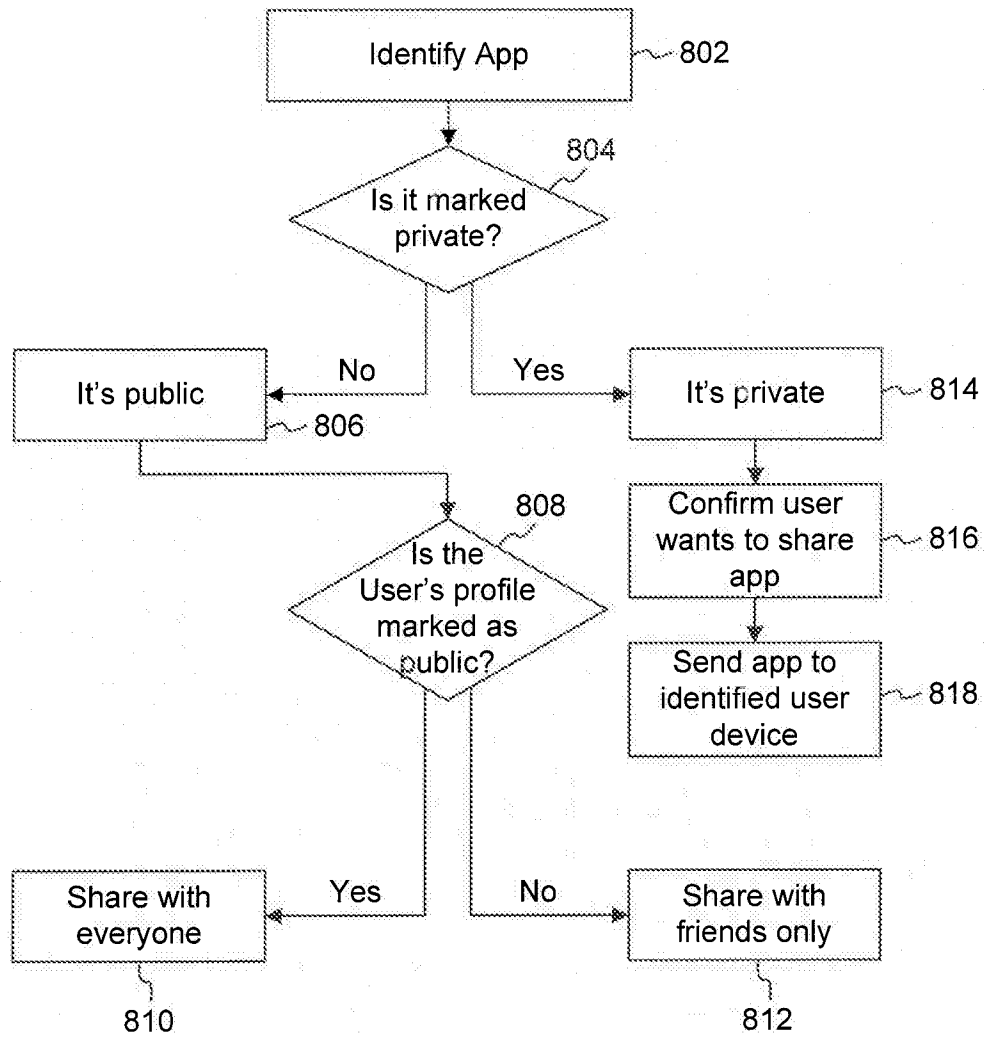 Identify App
802
804
Is it marked
private?
No
Yes
It's public
806
It's private
814
808
Is the
User's profile
marked as
public?
Confirm user
wants to share
app
816
Send app to
identified user
device
818
Yes
No
Share with
everyone
810
Share with
friends only
812